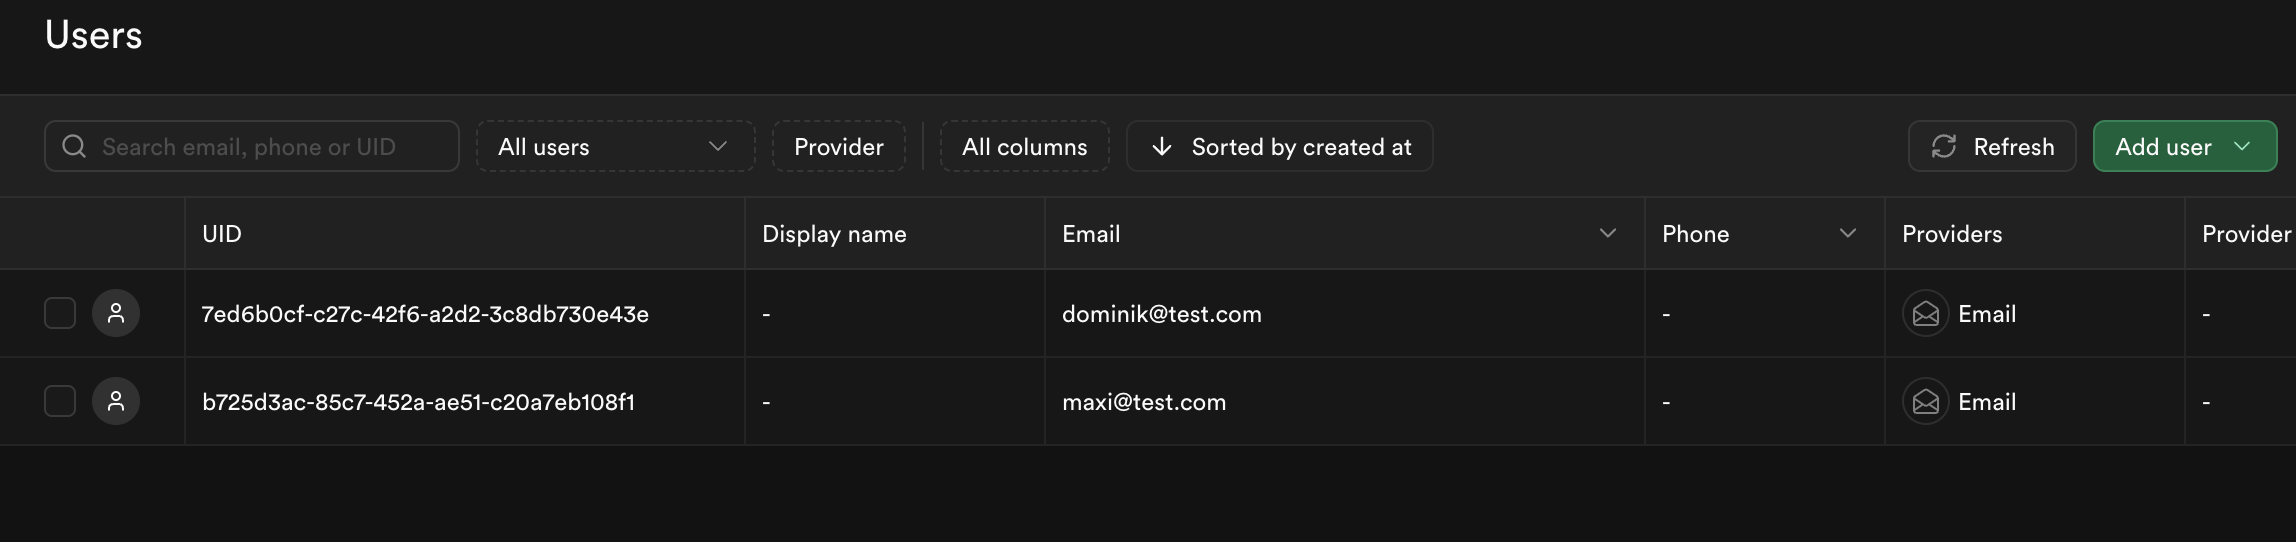 Users
Search email, phone or UID All users Provider All columns Sorted by created at Refresh Add user
UID Display name Email Phone Providers Provider
7ed6b0cf-c27c-42f6-a2d2-3c8db730e43e - dominik@test.com - Email -
b725d3ac-85c7-452a-ae51-c20a7eb108f1 - maxi@test.com - Email -